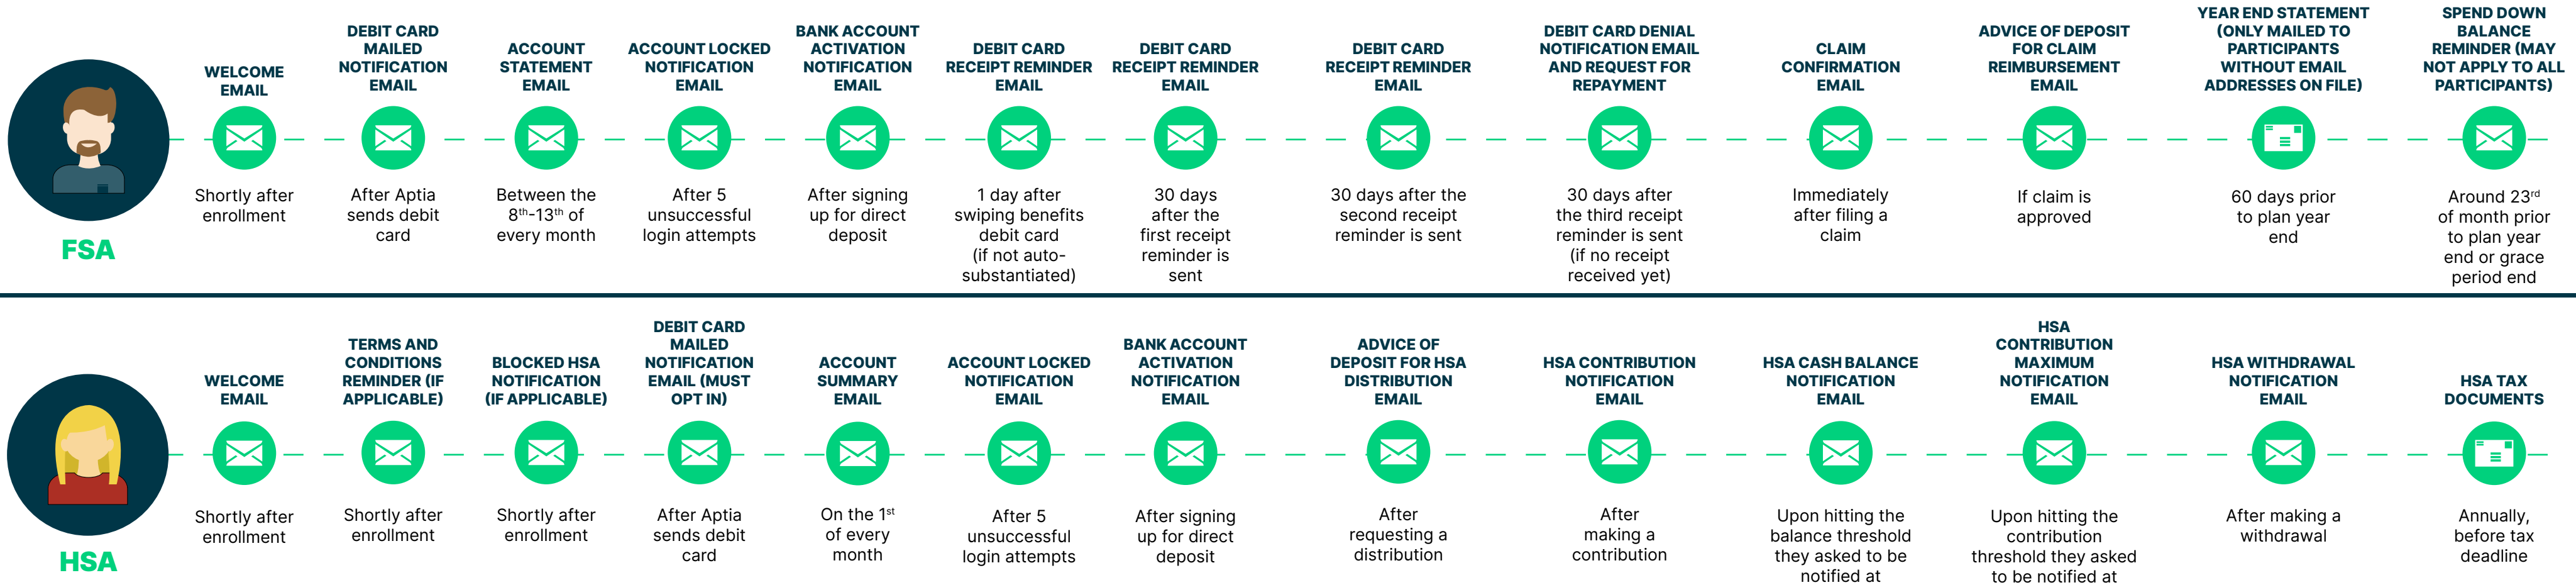 WELCOME
EMAIL
DEBIT CARD
MAILED
NOTIFICATION
EMAIL
ACCOUNT
STATEMENT
EMAIL
ACCOUNT LOCKED
NOTIFICATION
EMAIL
BANK ACCOUNT
ACTIVATION
NOTIFICATION
EMAIL
DEBIT CARD
RECEIPT REMINDER
EMAIL
DEBIT CARD
RECEIPT REMINDER
EMAIL
DEBIT CARD
RECEIPT REMINDER
EMAIL
DEBIT CARD DENIAL
NOTIFICATION EMAIL
AND REQUEST FOR
REPAYMENT
CLAIM
CONFIRMATION
EMAIL
ADVICE OF DEPOSIT
FOR CLAIM
REIMBURSEMENT
EMAIL
YEAR END STATEMENT
(ONLY MAILED TO
PARTICIPANTS
WITHOUT EMAIL
ADDRESSES ON FILE)
SPEND DOWN
BALANCE
REMINDER (MAY
NOT APPLY TO ALL
PARTICIPANTS)
FSA
Shortly after
enrollment
After Aptia
sends debit
card
Between the
8th-13th of
every month
After 5
unsuccessful
login attempts
After signing
up for direct
deposit
1 day after
swiping benefits
debit card
(if not auto-
substantiated)
30 days
after the
first receipt
reminder is
sent
30 days after the
second receipt
reminder is sent
30 days after
the third receipt
reminder is sent
(if no receipt
received yet)
Immediately
after filing a
claim
If claim is
approved
60 days prior
to plan year
end
Around 23rd
of month prior
to plan year
end or grace
period end
WELCOME
EMAIL
TERMS AND
CONDITIONS
REMINDER (IF
APPLICABLE)
BLOCKED HSA
NOTIFICATION
(IF APPLICABLE)
DEBIT CARD
MAILED
NOTIFICATION
EMAIL (MUST
OPT IN)
ACCOUNT
SUMMARY
EMAIL
ACCOUNT LOCKED
NOTIFICATION
EMAIL
BANK ACCOUNT
ACTIVATION
NOTIFICATION
EMAIL
ADVICE OF
DEPOSIT FOR HSA
DISTRIBUTION
EMAIL
HSA CONTRIBUTION
NOTIFICATION
EMAIL
HSA CASH BALANCE
NOTIFICATION
EMAIL
HSA
CONTRIBUTION
MAXIMUM
NOTIFICATION
EMAIL
HSA WITHDRAWAL
NOTIFICATION
EMAIL
HSA TAX
DOCUMENTS
HSA
Shortly after
enrollment
Shortly after
enrollment
Shortly after
enrollment
After Aptia
sends debit
card
On the 1st
of every
month
After 5
unsuccessful
login attempts
After signing
up for direct
deposit
After
requesting a
distribution
After
making a
contribution
Upon hitting the
balance threshold
they asked to be
notified at
Upon hitting the
contribution
threshold they asked
to be notified at
After making a
withdrawal
Annually,
before tax
deadline